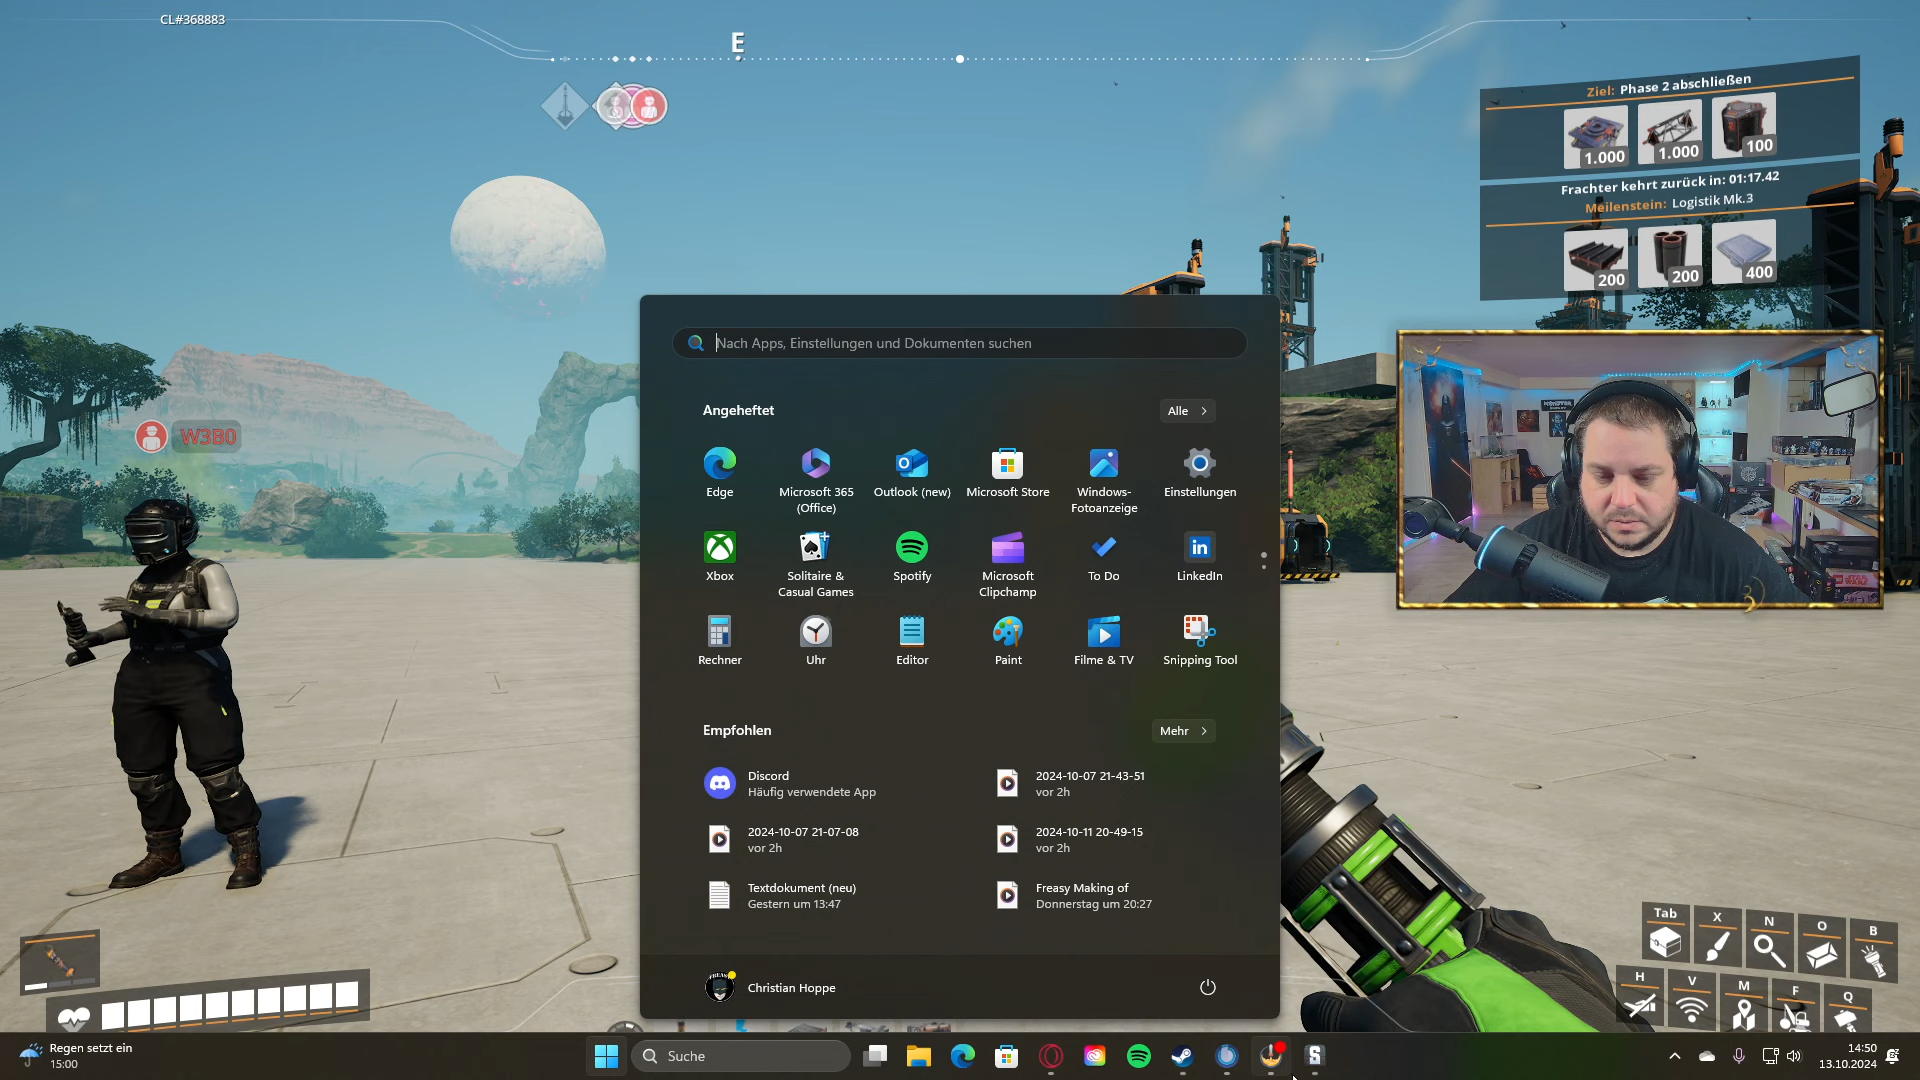 CL#368883
E
Ziel: Phase 2 abschließen
1.000
1.000
100
Frachter kehrt zurück in: 01:17.42
Meilenstein: Logistik Mk.3
200
200
400
W3B0
Nach Apps, Einstellungen und Dokumenten suchen
Angeheftet
Alle
Edge
Microsoft 365
(Office)
Outlook (new)
Microsoft Store
Windows-
Fotoanzeige
Einstellungen
Xbox
Solitaire &
Casual Games
Spotify
Microsoft
Clipchamp
To Do
LinkedIn
Rechner
Uhr
Editor
Paint
Filme & TV
Snipping Tool
Empfohlen
Mehr
Discord
Häufig verwendete App
2024-10-07 21-43-51
vor 2h
2024-10-07 21-07-08
vor 2h
2024-10-11 20-49-15
vor 2h
Textdokument (neu)
Gestern um 13:47
Freasy Making of
Donnerstag um 20:27
Christian Hoppe
Tab
X
N
O
B
H
V
M
F
Q
Regen setzt ein
15:00
Suche
14:50
13.10.2024